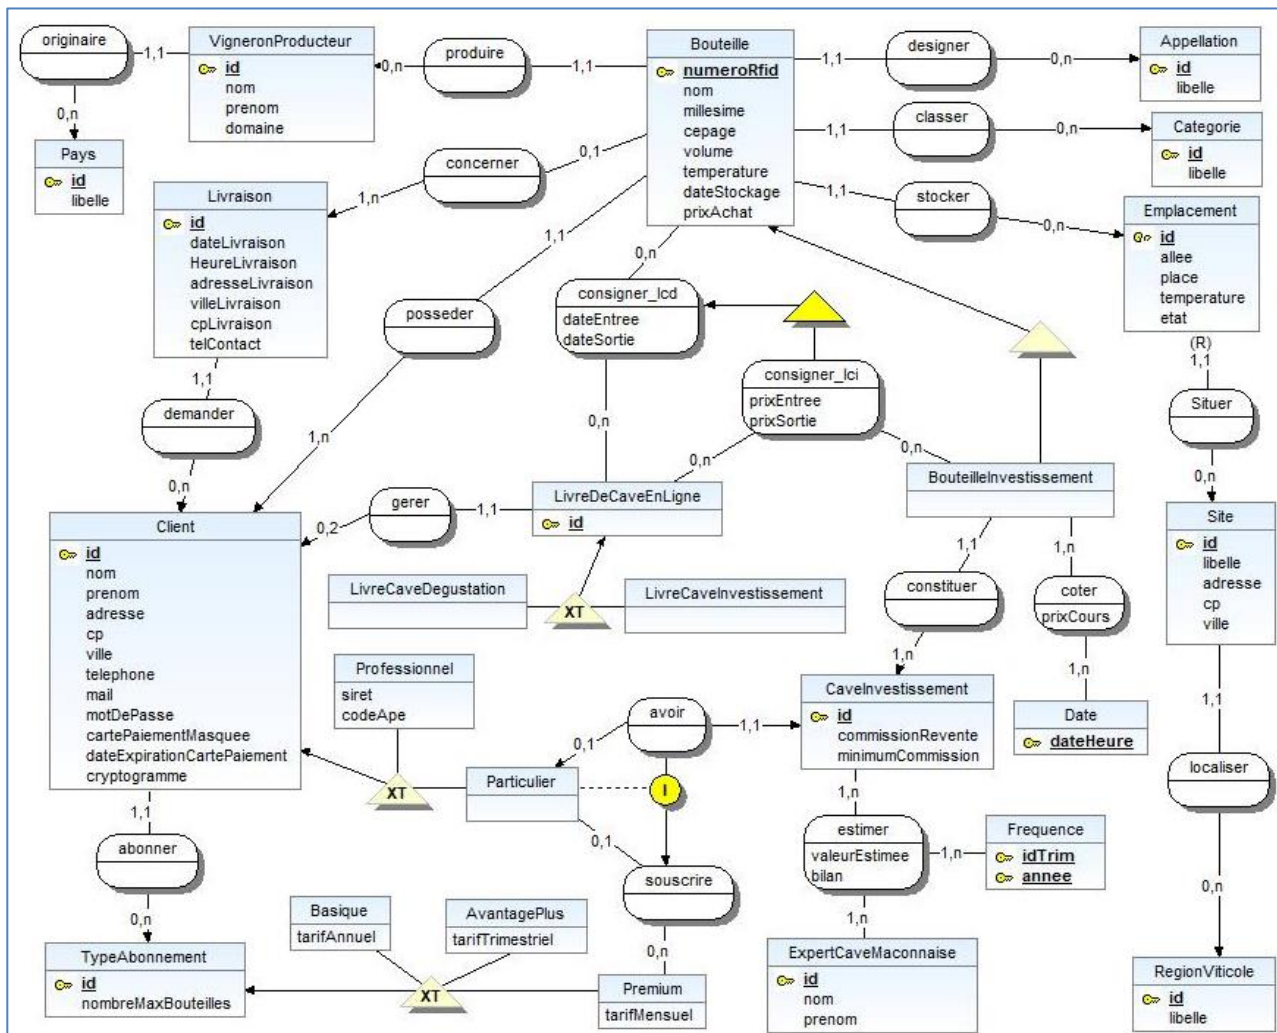 originaire
1,1
VigneronProducteur
id
nom
prenom
domaine
0,n
produire
1,1
Bouteille
numeroRfid
nom
millesime
cepage
volume
temperature
dateStockage
prixAchat
1,1
designer
0,n
Appellation
id
libelle
0,n
Pays
id
libelle
1,1
classer
0,n
Categorie
id
libelle
concerner
0,1
1,n
1,1
stocker
0,n
Emplacement
id
allee
place
temperature
etat
(R)
1,1
Livraison
id
dateLivraison
HeureLivraison
adresseLivraison
villeLivraison
cpLivraison
telContact
1,1
1,1
posseder
1,n
0,n
consigner_lcd
dateEntree
dateSortie
0,n
consigner_lci
prixEntree
prixSortie
0,n
0,n
demander
0,n
Situer
0,n
gerer
0,2
1,1
LivreDeCaveEnLigne
id
BouteilleInvestissement
1,1
1,n
Client
id
nom
prenom
adresse
cp
ville
telephone
mail
motDePasse
cartePaiementMasquee
dateExpirationCartePaiement
cryptogramme
LivreCaveDegustation
XT
LivreCaveInvestissement
constituer
1,n
coter
prixCours
1,n
Site
id
libelle
adresse
cp
ville
1,1
Professionnel
siret
codeApe
avoir
1,1
0,1
CaveInvestissement
id
commissionRevente
minimumCommission
1,n
Date
dateHeure
XT
Particulier
I
0,1
localiser
0,n
1,1
abonner
0,n
souscrire
0,n
estimer
valeurEstimee
bilan
1,n
1,n
Frequence
idTrim
annee
Basique
tarifAnnuel
AvantagePlus
tarifTrimestriel
TypeAbonnement
id
nombreMaxBouteilles
XT
Premium
tarifMensuel
ExpertCaveMaconnaise
id
nom
prenom
RegionViticole
id
libelle